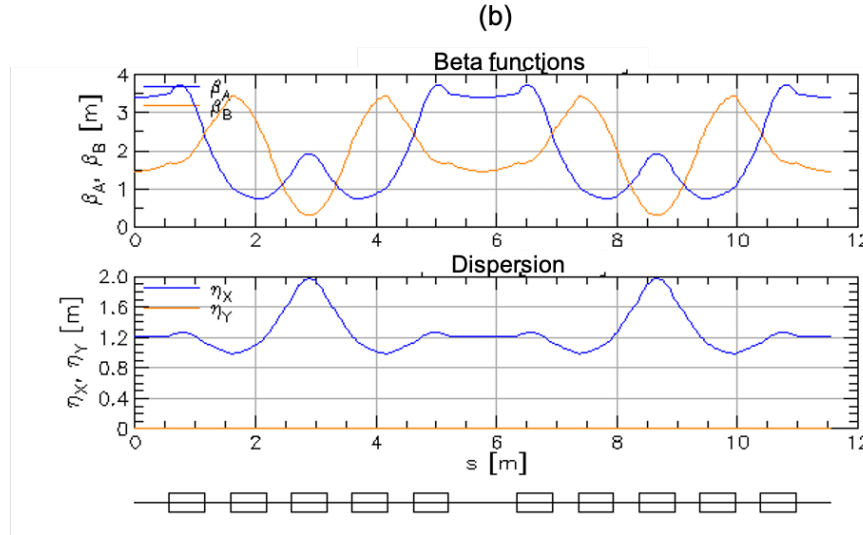 (b)
Beta functions
β_A, β_B [m]
4
3
2
1
0
β_A
β_B
0 2 4 6 8 10 12
Dispersion
η_X, η_Y [m]
2.0
1.6
1.2
0.8
0.4
0
η_X
η_Y
0 2 4 6 8 10 12
s [m]